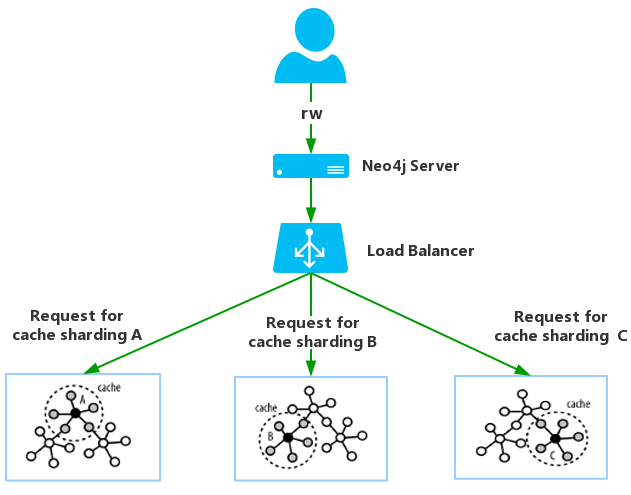 rw
Neo4j Server
Load Balancer
Request for
cache sharding A
Request for
cache sharding B
Request for
cache sharding C
cache
A
cache
B
cache
C